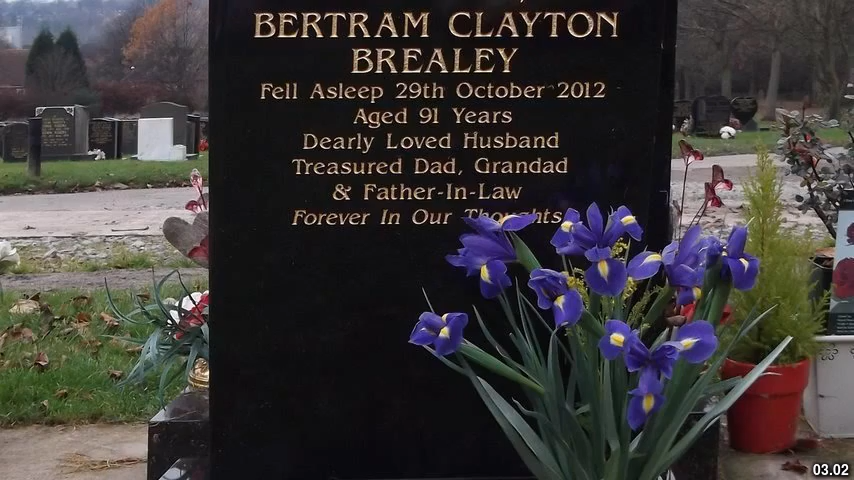 BERTRAM CLAYTON
BREALEY
Fell Asleep 29th October 2012
Aged 91 Years
Dearly Loved Husband
Treasured Dad, Grandad
& Father-In-Law
Forever In Our Thoughts
03.02